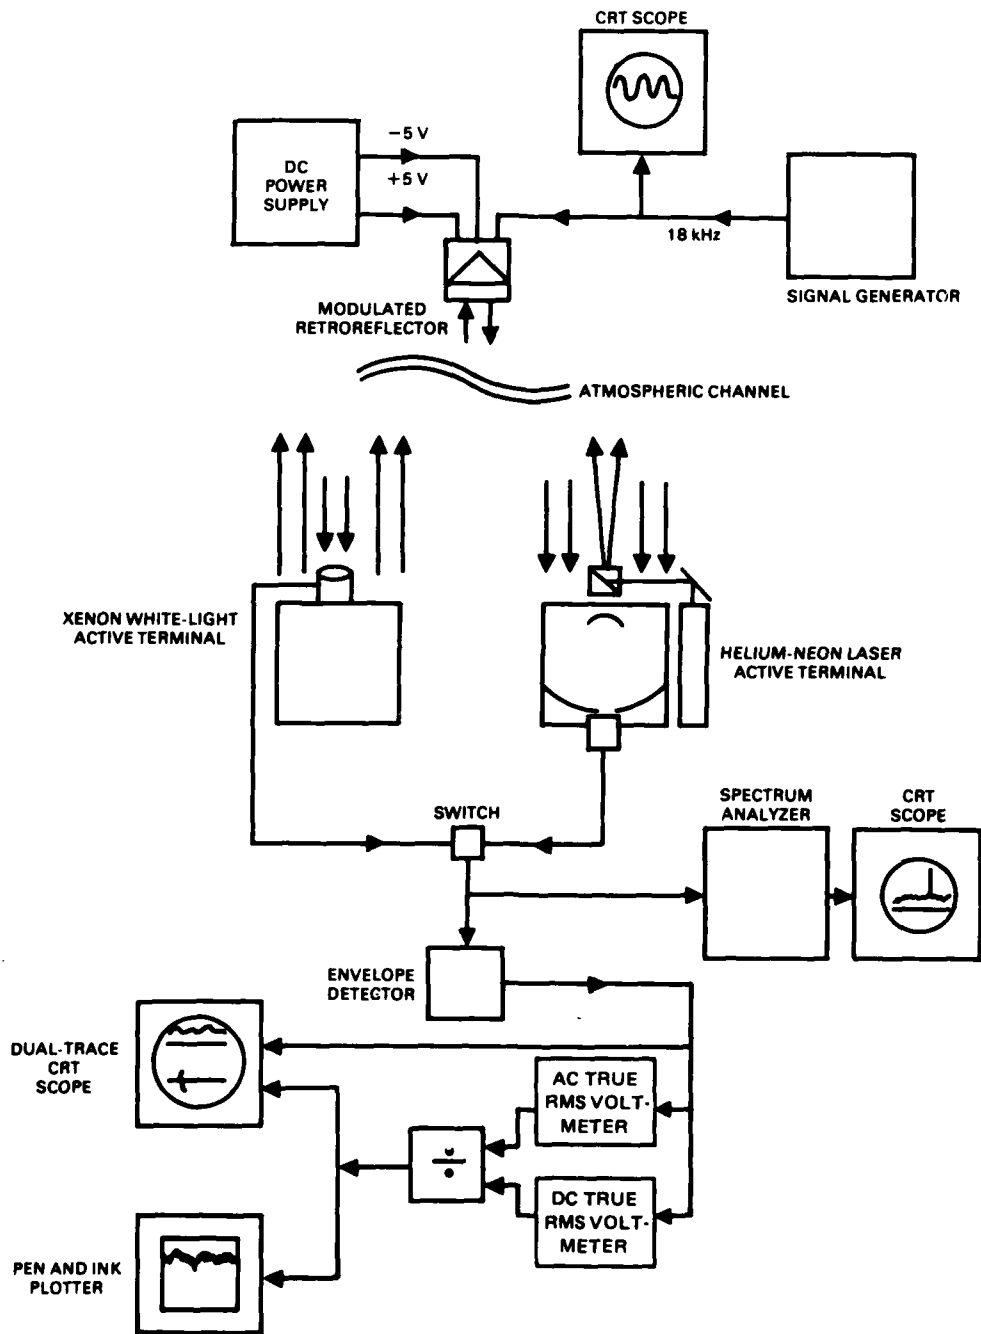 CRT SCOPE
−5 V
DC
POWER
SUPPLY
+5 V
18 kHz
SIGNAL GENERATOR
MODULATED
RETROREFLECTOR
ATMOSPHERIC CHANNEL
XENON WHITE-LIGHT
ACTIVE TERMINAL
HELIUM-NEON LASER
ACTIVE TERMINAL
SWITCH
SPECTRUM
ANALYZER
CRT
SCOPE
ENVELOPE
DETECTOR
DUAL-TRACE
CRT
SCOPE
AC TRUE
RMS VOLT-
METER
÷
DC TRUE
RMS VOLT-
METER
PEN AND INK
PLOTTER